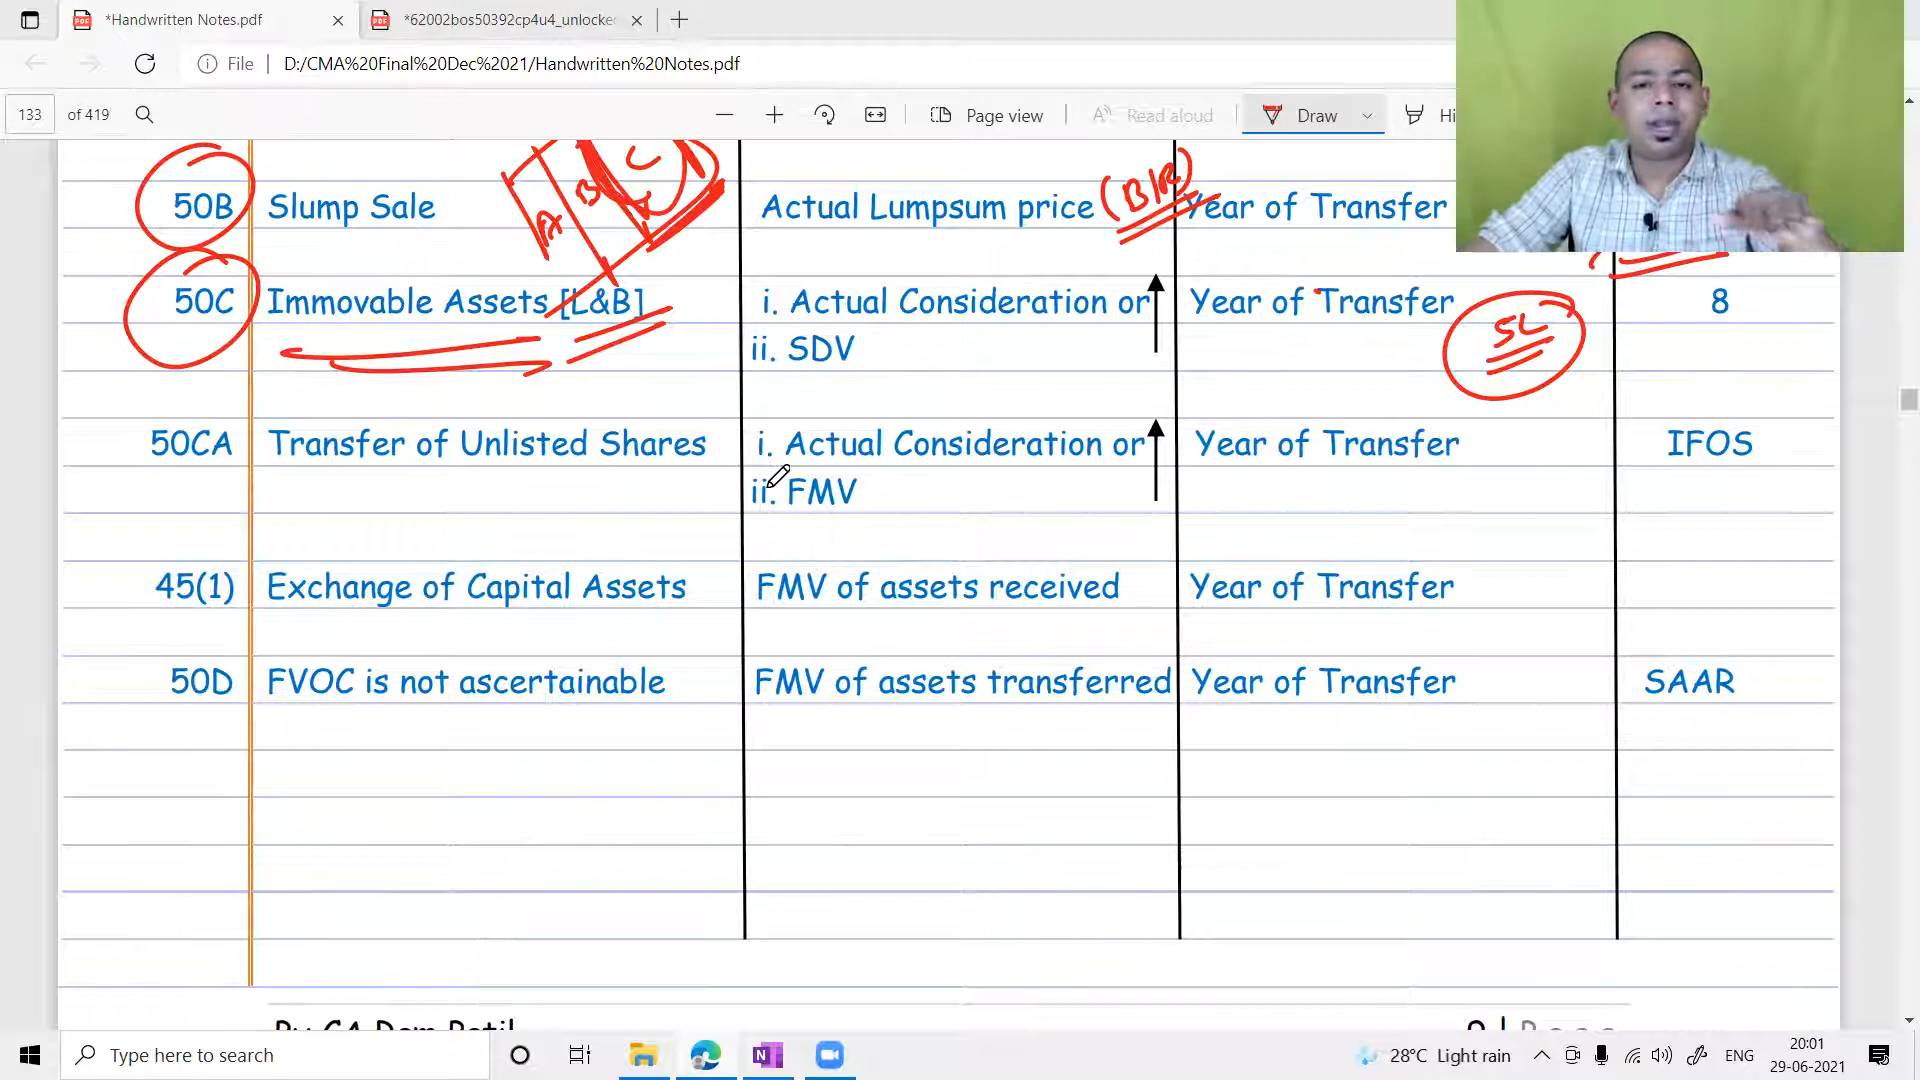 *Handwritten Notes.pdf
*62002bos50392cp4u4_unlocked
File D:/CMA%20Final%20Dec%2021/Handwritten%20Notes.pdf
133 of 419 Page view Read aloud Draw Hi
C
A B
50B Slump Sale Actual Lumpsum price (B/R) Year of Transfer
50C Immovable Assets [L&B] i. Actual Consideration or Year of Transfer 8
SL
ii. SDV
50CA Transfer of Unlisted Shares i. Actual Consideration or Year of Transfer IFOS
ii. FMV
45(1) Exchange of Capital Assets FMV of assets received Year of Transfer
50D FVOC is not ascertainable FMV of assets transferred Year of Transfer SAAR
Type here to search
28°C Light rain ENG 20:01
29-06-2021